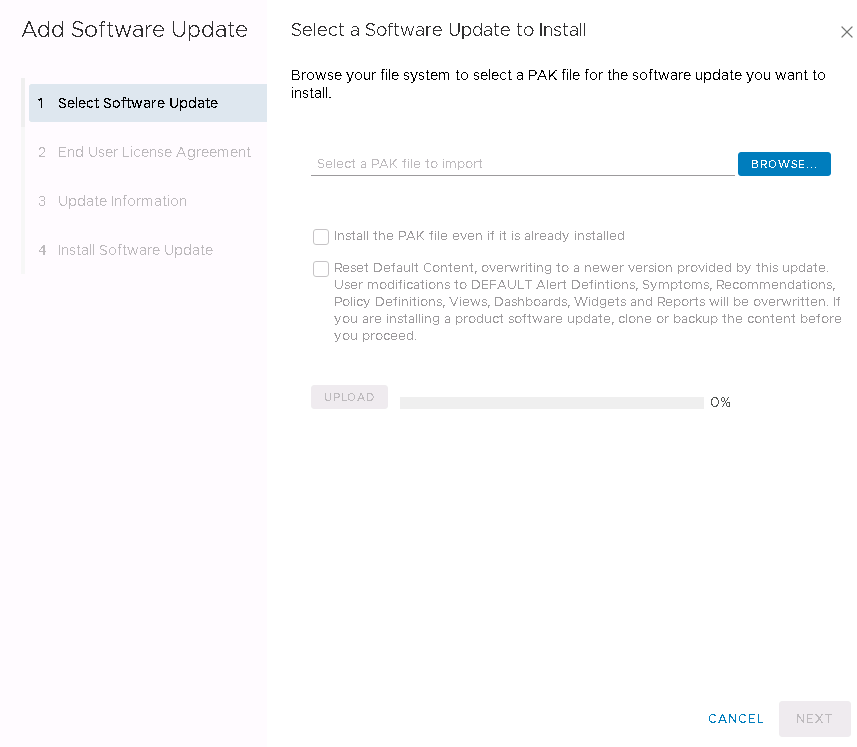 Add Software Update
1 Select Software Update
2 End User License Agreement
3 Update Information
4 Install Software Update
Select a Software Update to Install
Browse your file system to select a PAK file for the software update you want to
install.
Select a PAK file to import
BROWSE...
Install the PAK file even if it is already installed
Reset Default Content, overwriting to a newer version provided by this update.
User modifications to DEFAULT Alert Defintions, Symptoms, Recommendations,
Policy Definitions, Views, Dashboards, Widgets and Reports will be overwritten. If
you are installing a product software update, clone or backup the content before
you proceed.
UPLOAD
0%
CANCEL
NEXT